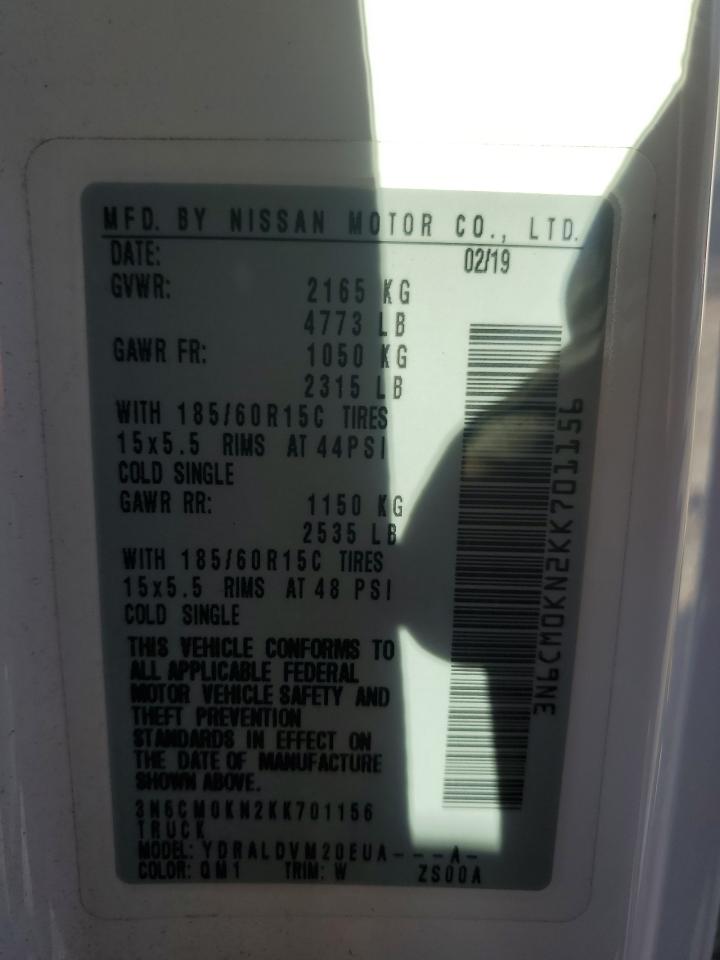 MFD. BY NISSAN MOTOR CO., LTD.
DATE: 02/19
GVWR: 2165 KG
4773 LB
GAWR FR: 1050 KG
2315 LB
WITH 185/60R15C TIRES
15x5.5 RIMS AT 44PSI
COLD SINGLE
GAWR RR: 1150 KG
2535 LB
WITH 185/60R15C TIRES
15x5.5 RIMS AT 48 PSI
COLD SINGLE
THIS VEHICLE CONFORMS TO
ALL APPLICABLE FEDERAL
MOTOR VEHICLE SAFETY AND
THEFT PREVENTION
STANDARDS IN EFFECT ON
THE DATE OF MANUFACTURE
SHOWN ABOVE.
3N6CM0KN2KK701156
TRUCK
MODEL: YDRALDVM20EUA---A-
COLOR: QM1 TRIM: W ZS00A
3N6CM0KN2KK701156